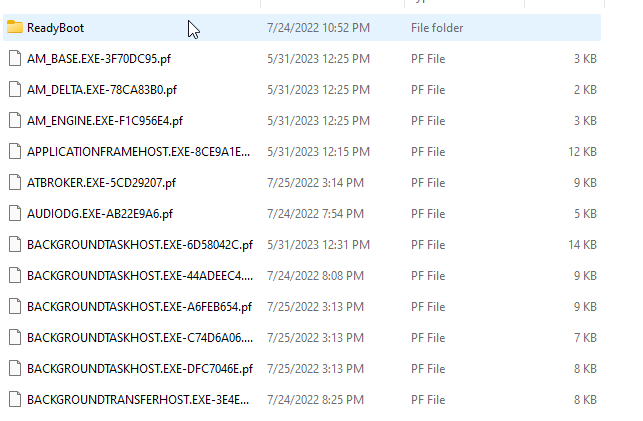 ReadyBoot 7/24/2022 10:52 PM File folder
AM_BASE.EXE-3F70DC95.pf 5/31/2023 12:25 PM PF File 3 KB
AM_DELTA.EXE-78CA83B0.pf 5/31/2023 12:25 PM PF File 2 KB
AM_ENGINE.EXE-F1C956E4.pf 5/31/2023 12:25 PM PF File 3 KB
APPLICATIONFRAMEHOST.EXE-8CE9A1E... 5/31/2023 12:15 PM PF File 12 KB
ATBROKER.EXE-5CD29207.pf 7/25/2022 3:14 PM PF File 9 KB
AUDIODG.EXE-AB22E9A6.pf 7/24/2022 7:54 PM PF File 5 KB
BACKGROUNDTASKHOST.EXE-6D58042C.pf 5/31/2023 12:31 PM PF File 14 KB
BACKGROUNDTASKHOST.EXE-44ADEEC4.... 7/24/2022 8:08 PM PF File 9 KB
BACKGROUNDTASKHOST.EXE-A6FEB654.pf 7/25/2022 3:13 PM PF File 9 KB
BACKGROUNDTASKHOST.EXE-C74D6A06.... 7/25/2022 3:13 PM PF File 7 KB
BACKGROUNDTASKHOST.EXE-DFC7046E.pf 7/25/2022 3:13 PM PF File 8 KB
BACKGROUNDTRANSFERHOST.EXE-3E4E... 7/24/2022 8:25 PM PF File 8 KB